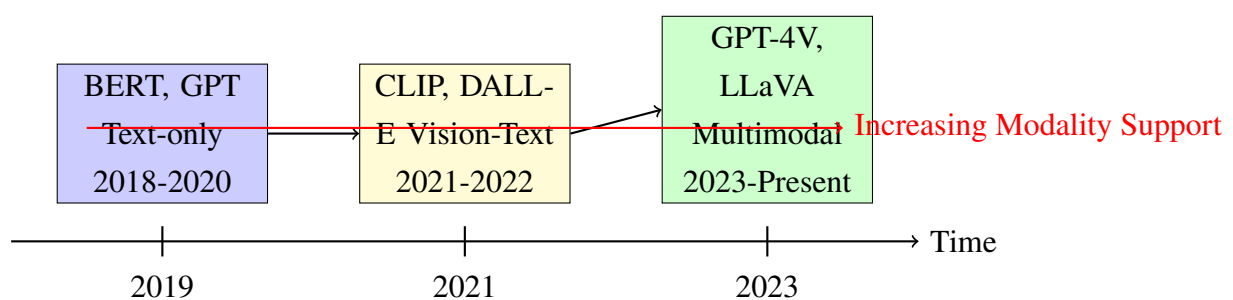 BERT, GPT
Text-only
2018-2020
CLIP, DALL-
E Vision-Text
2021-2022
GPT-4V,
LLaVA
Multimodal
2023-Present
Increasing Modality Support
Time
2019
2021
2023